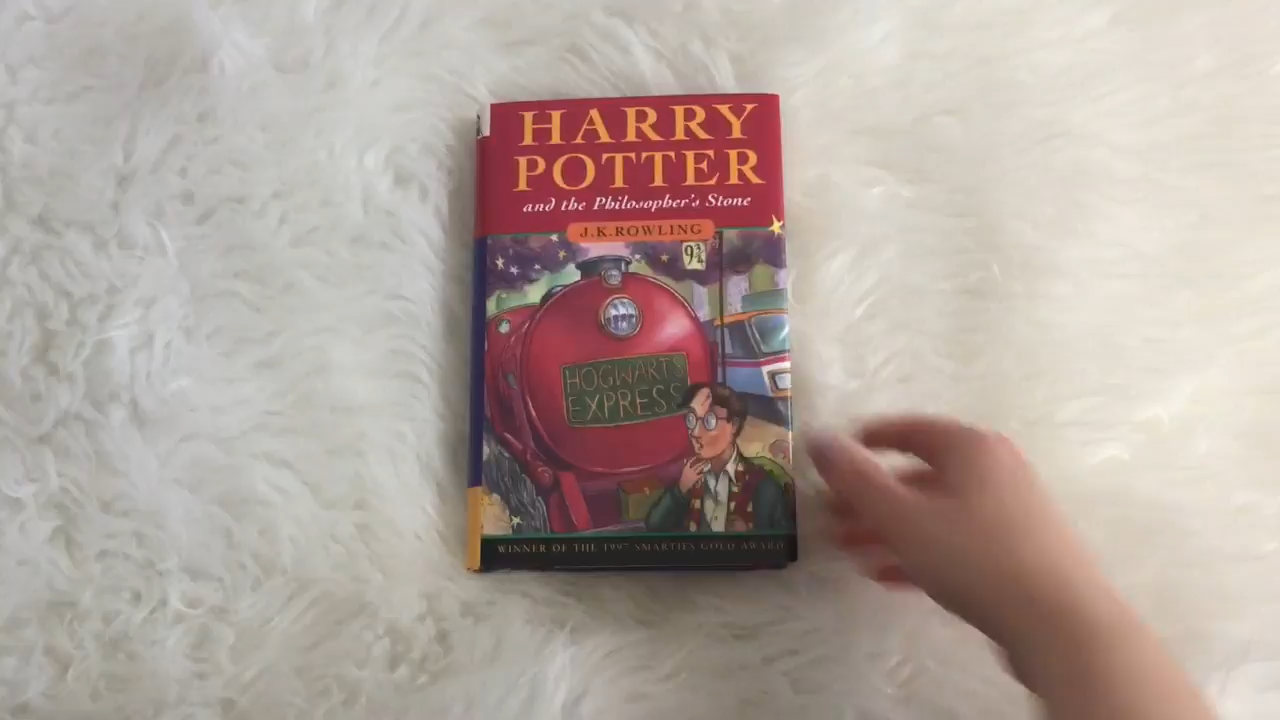 HARRY
POTTER
and the Philosopher's Stone
J.K.ROWLING
9¾
HOGWARTS
EXPRESS
WINNER OF THE 1997 SMARTIES GOLD AWARD